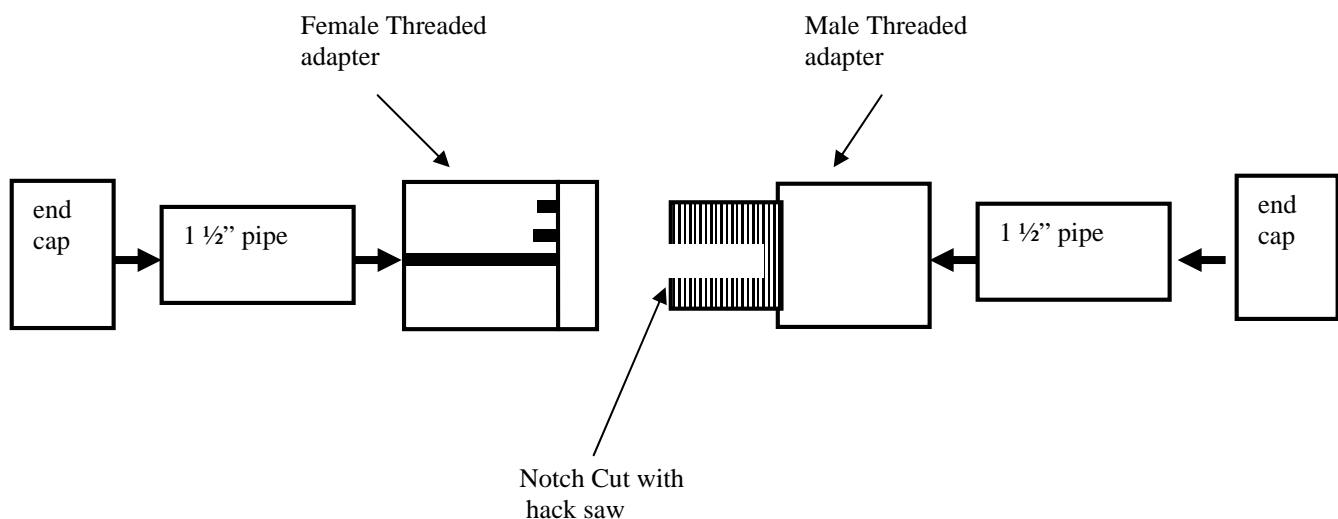 Female Threaded
adapter
Male Threaded
adapter
end
cap
1 ½” pipe
1 ½” pipe
end
cap
Notch Cut with
hack saw